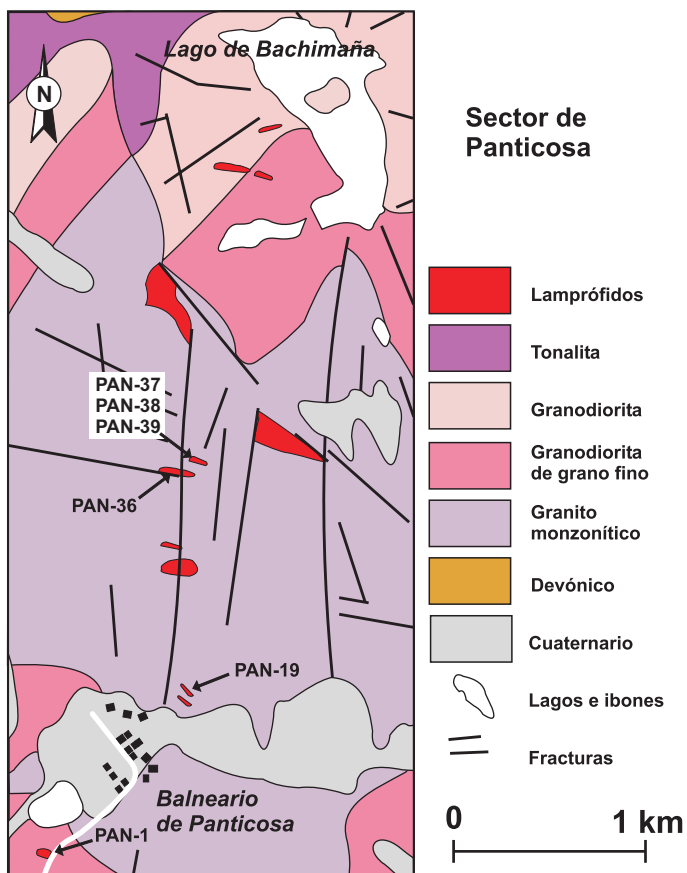 Lago de Bachimaña
N
PAN-37
PAN-38
PAN-39
PAN-36
PAN-19
Balneario
de Panticosa
PAN-1
Sector de
Panticosa
Lamprófidos
Tonalita
Granodiorita
Granodiorita
de grano fino
Granito
monzonítico
Devónico
Cuaternario
Lagos e ibones
Fracturas
0 1 km